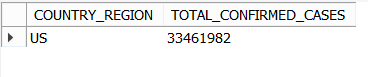 COUNTRY_REGION TOTAL_CONFIRMED_CASES
US 33461982